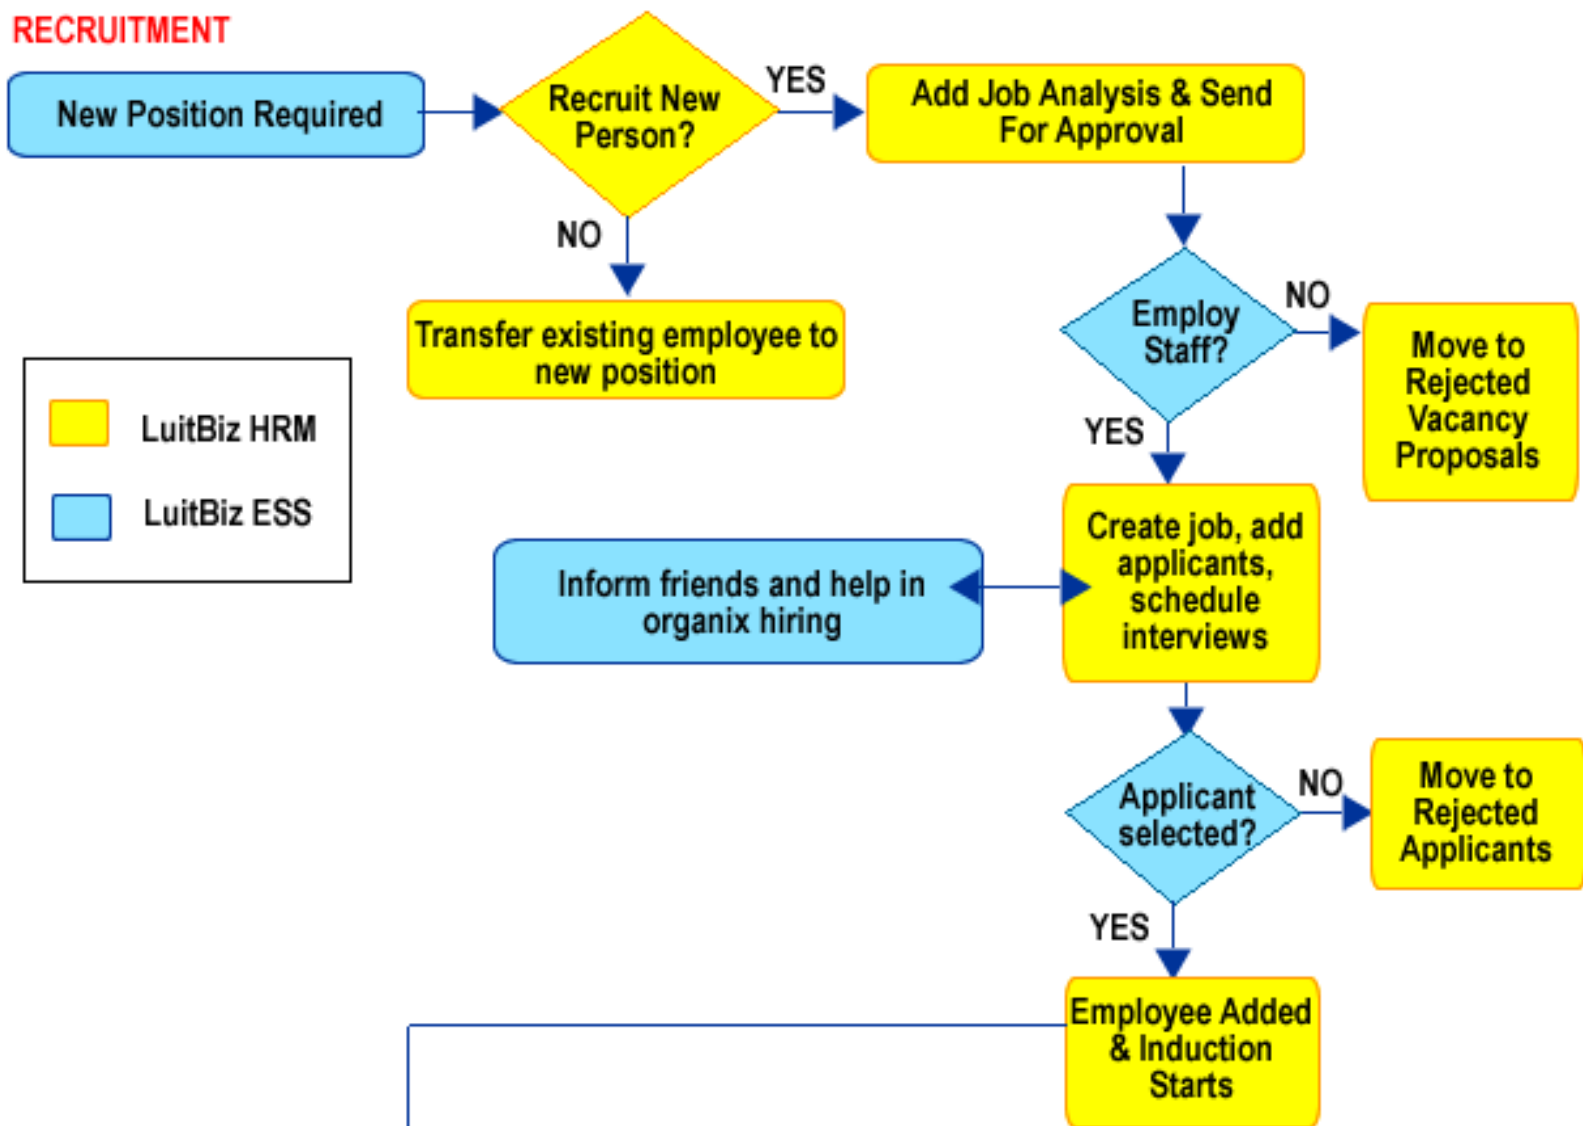 RECRUITMENT
New Position Required
Recruit New
Person?
YES
Add Job Analysis & Send
For Approval
NO
Transfer existing employee to
new position
Employ
Staff?
NO
Move to
Rejected
Vacancy
Proposals
LuitBiz HRM
LuitBiz ESS
YES
Create job, add
applicants,
schedule
interviews
Inform friends and help in
organix hiring
Applicant
selected?
NO
Move to
Rejected
Applicants
YES
Employee Added
& Induction
Starts